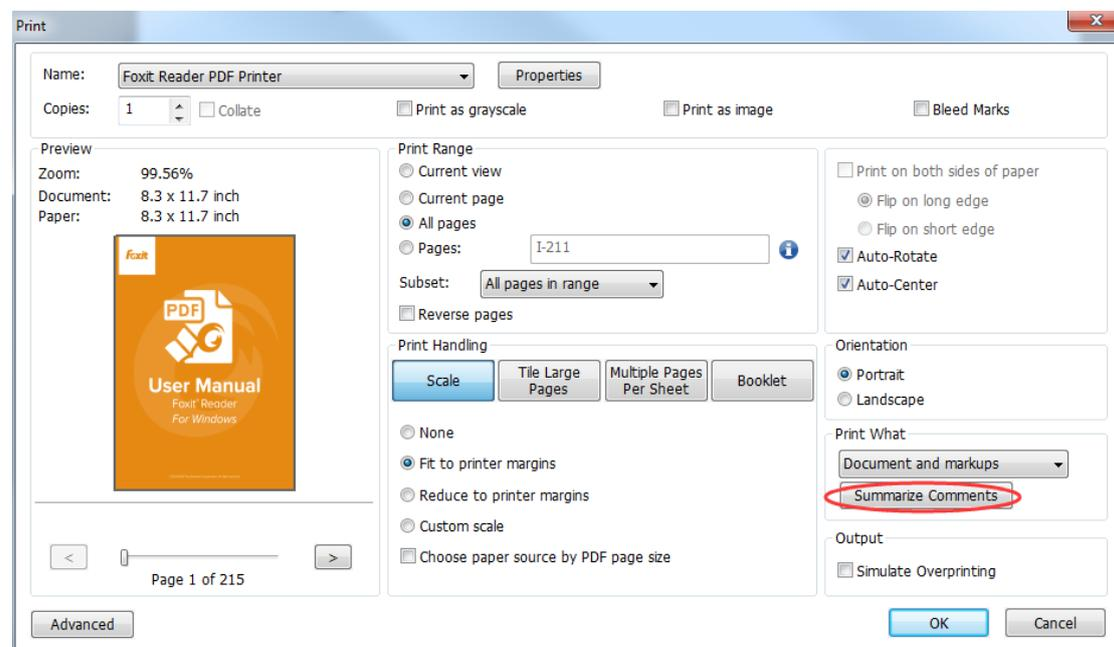 Print
Name: Foxit Reader PDF Printer Properties
Copies: 1 Collate Print as grayscale Print as image Bleed Marks
Preview
Zoom: 99.56%
Document: 8.3 x 11.7 inch
Paper: 8.3 x 11.7 inch
Foxit
PDF
User Manual
Foxit® Reader
For Windows
< >
Page 1 of 215
Print Range
Current view
Current page
All pages
Pages: I-211
Subset: All pages in range
Reverse pages
Print Handling
Scale
Tile Large
Pages
Multiple Pages
Per Sheet
Booklet
None
Fit to printer margins
Reduce to printer margins
Custom scale
Choose paper source by PDF page size
Print on both sides of paper
Flip on long edge
Flip on short edge
Auto-Rotate
Auto-Center
Orientation
Portrait
Landscape
Print What
Document and markups
Summarize Comments
Output
Simulate Overprinting
Advanced OK Cancel